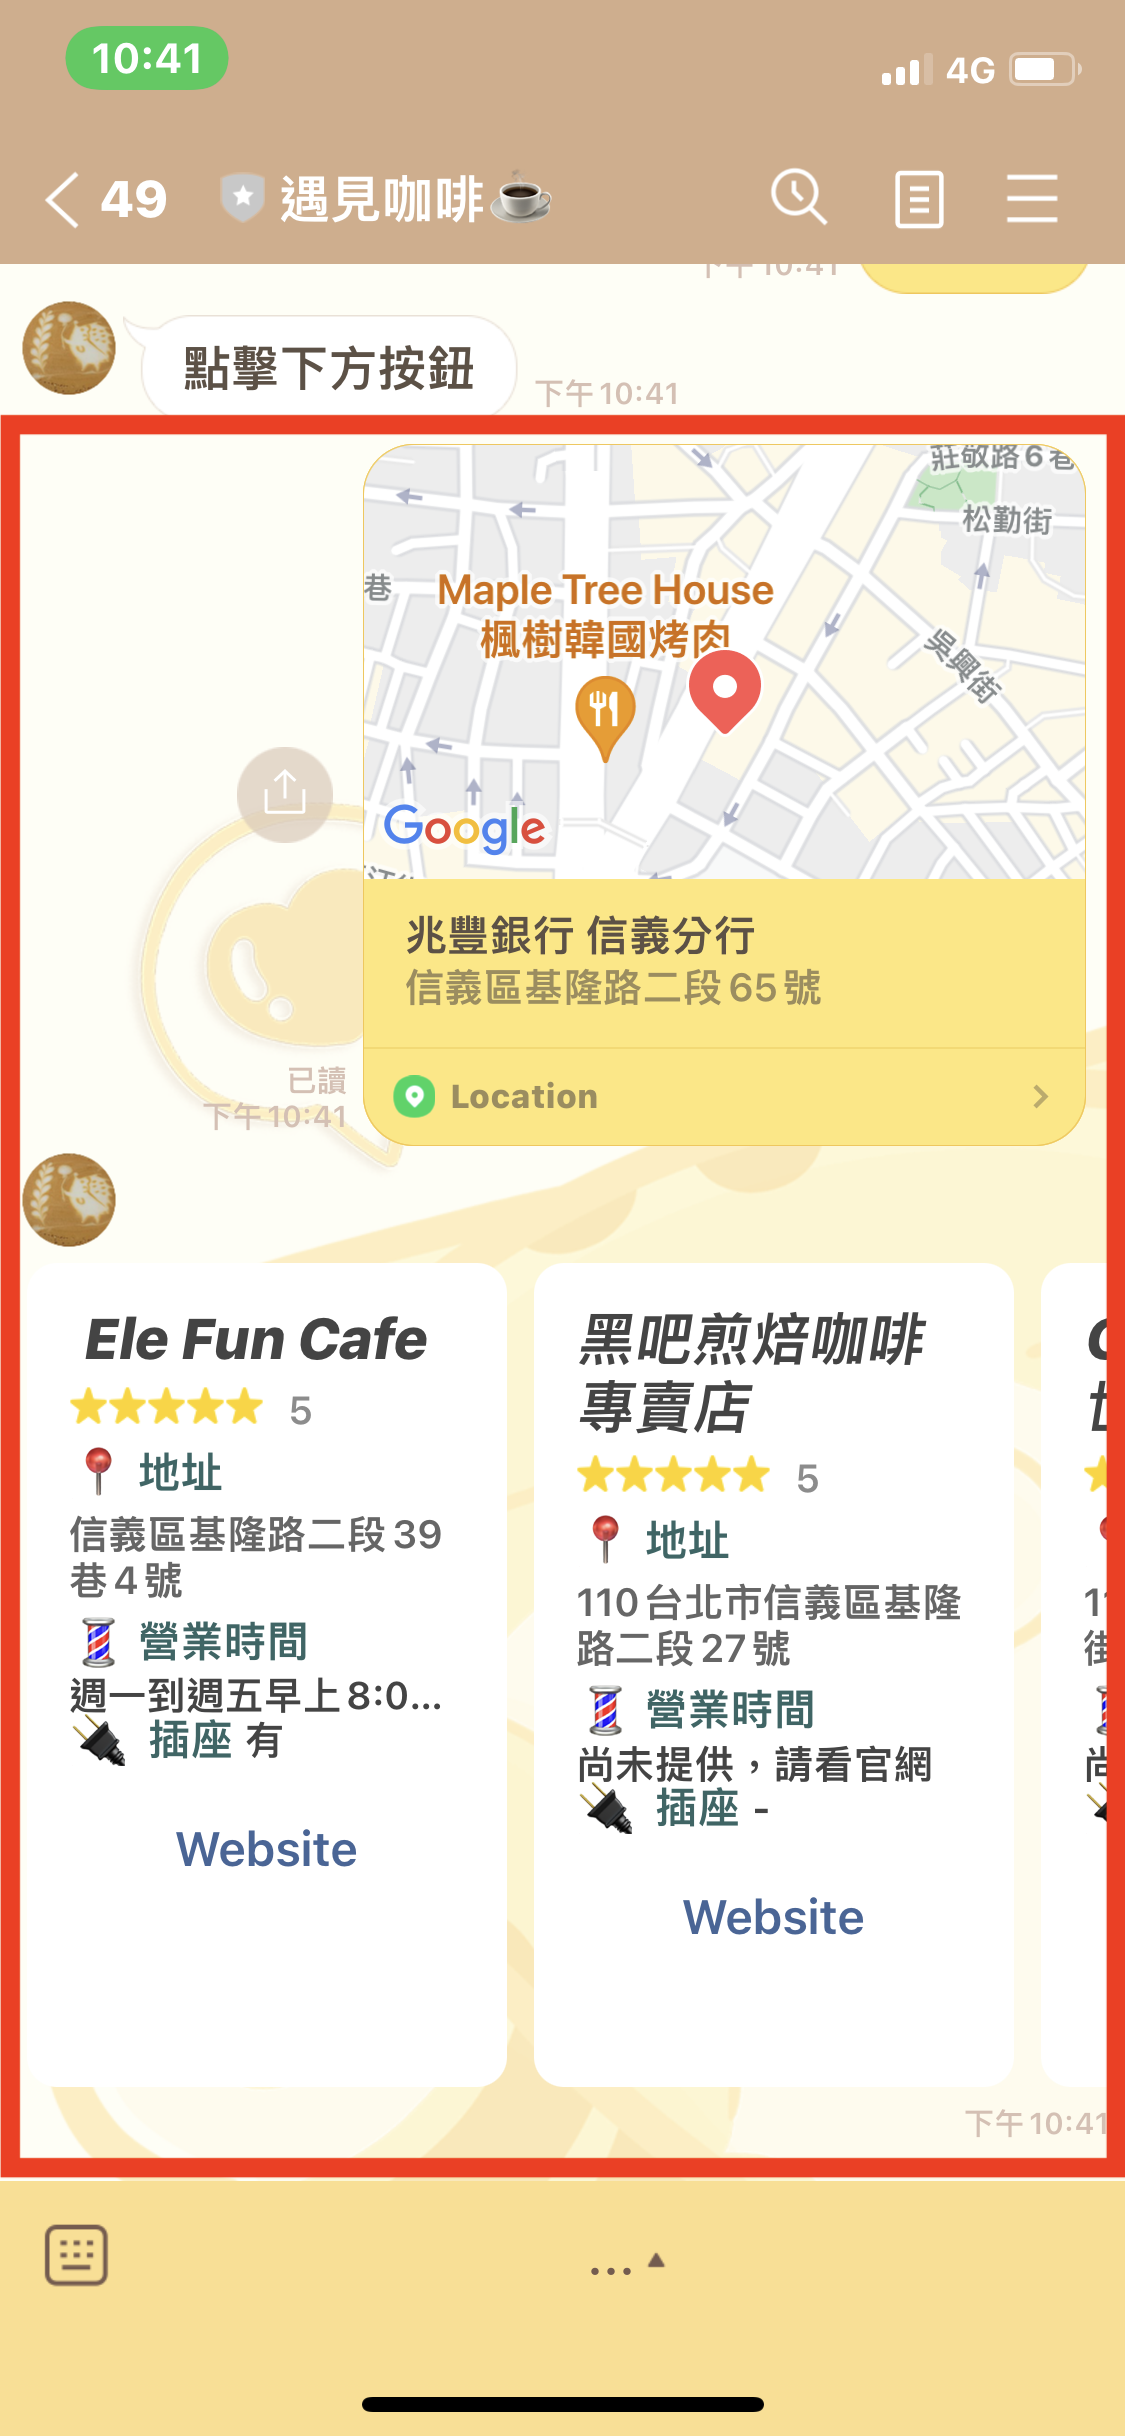 10:41
4G
49
遇見咖啡
下午 10:41
點擊下方按鈕
下午 10:41
莊敬路6巷
松勤街
巷
Maple Tree House
楓樹韓國烤肉
吳興街
Google
兆豐銀行 信義分行
信義區基隆路二段65號
已讀
下午 10:41
Location
Ele Fun Cafe
5
地址
信義區基隆路二段39
巷4號
營業時間
週一到週五早上8:0...
插座 有
Website
黑吧煎焙咖啡
專賣店
5
地址
110台北市信義區基隆
路二段27號
營業時間
尚未提供，請看官網
插座 -
Website
下午 10:41
...